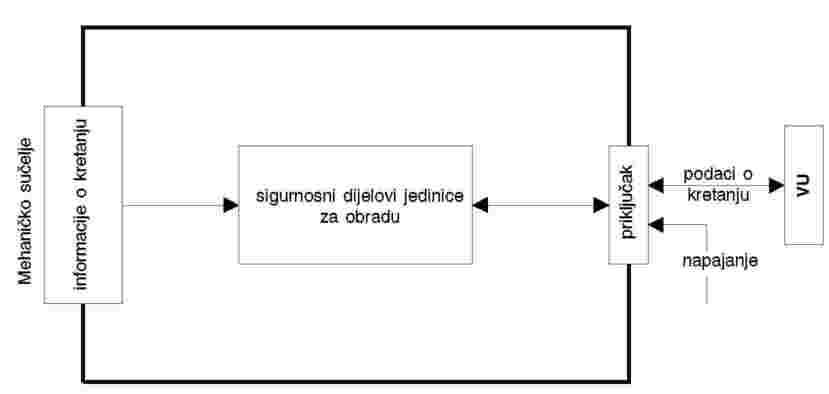 Mehaničko sučelje
informacije o kretanju
sigurnosni dijelovi jedinice
za obradu
priključak
podaci o
kretanju
napajanje
VU